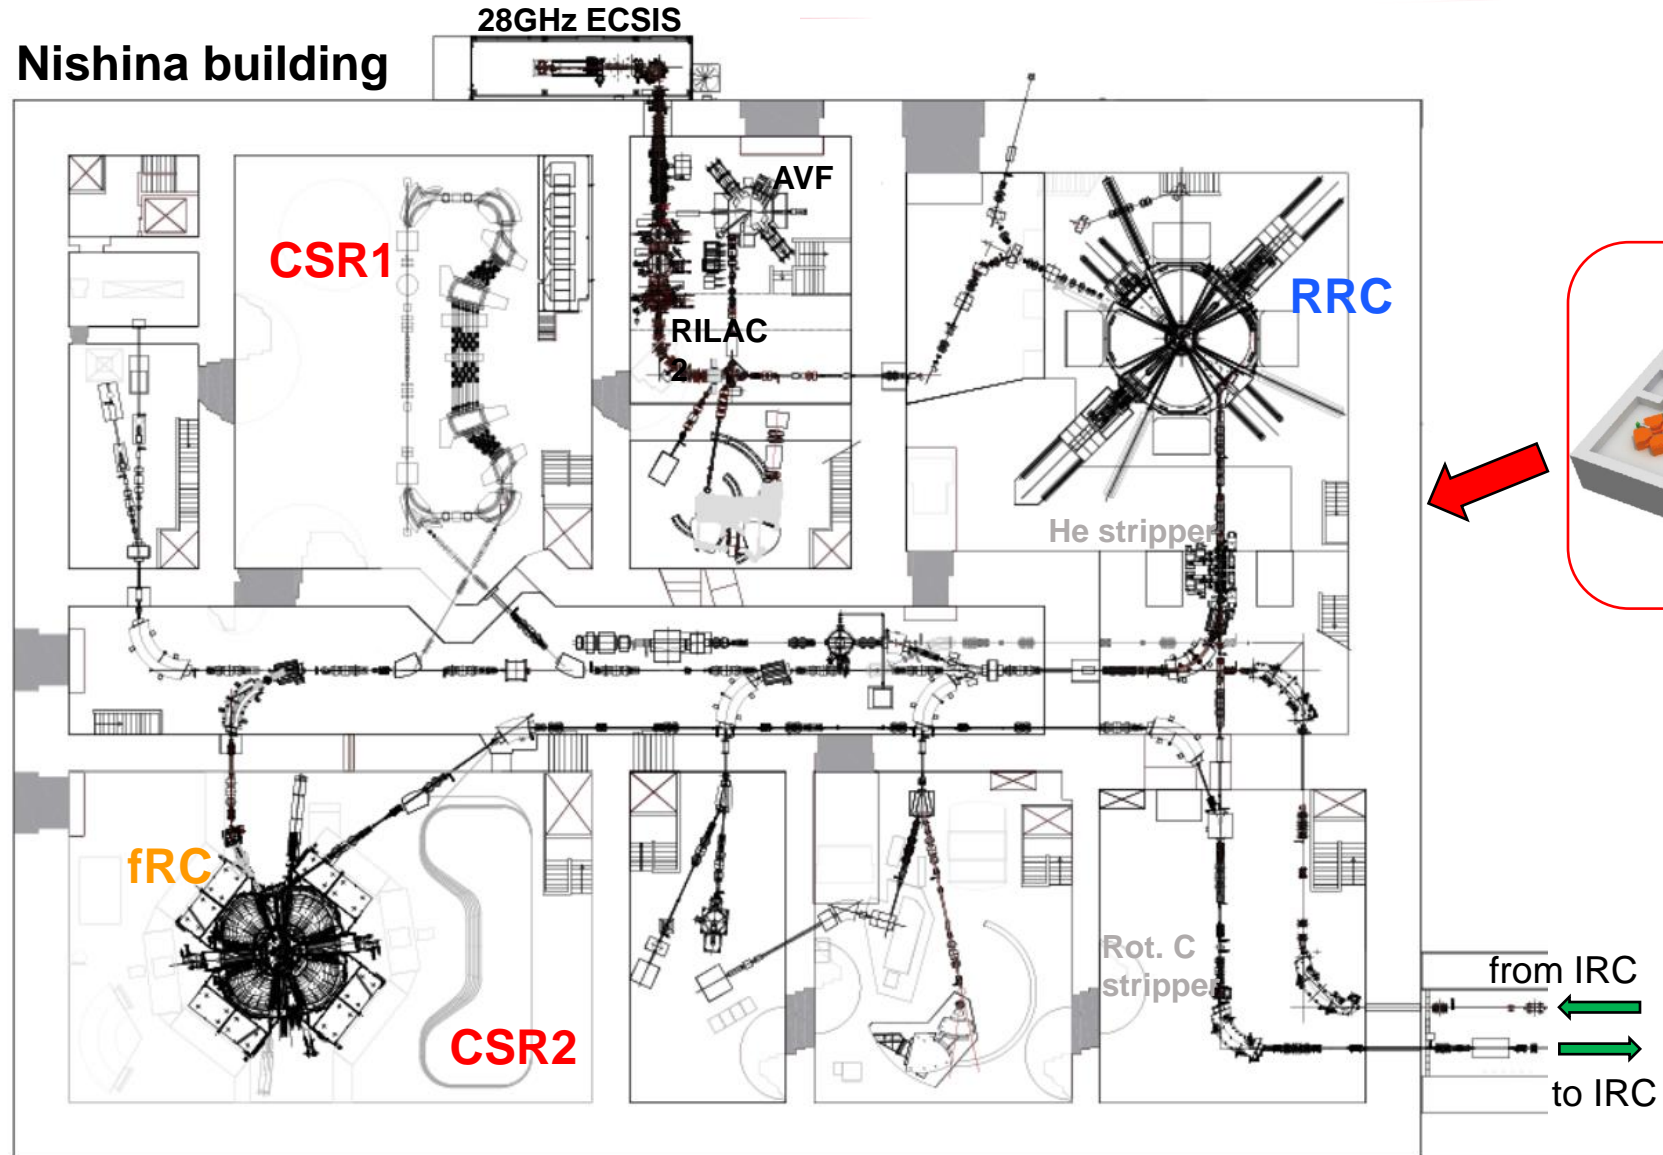 28GHz ECSIS
Nishina building
AVF
CSR1
RRC
RILAC
2
He stripper
fRC
Rot. C
stripper
from IRC
CSR2
to IRC